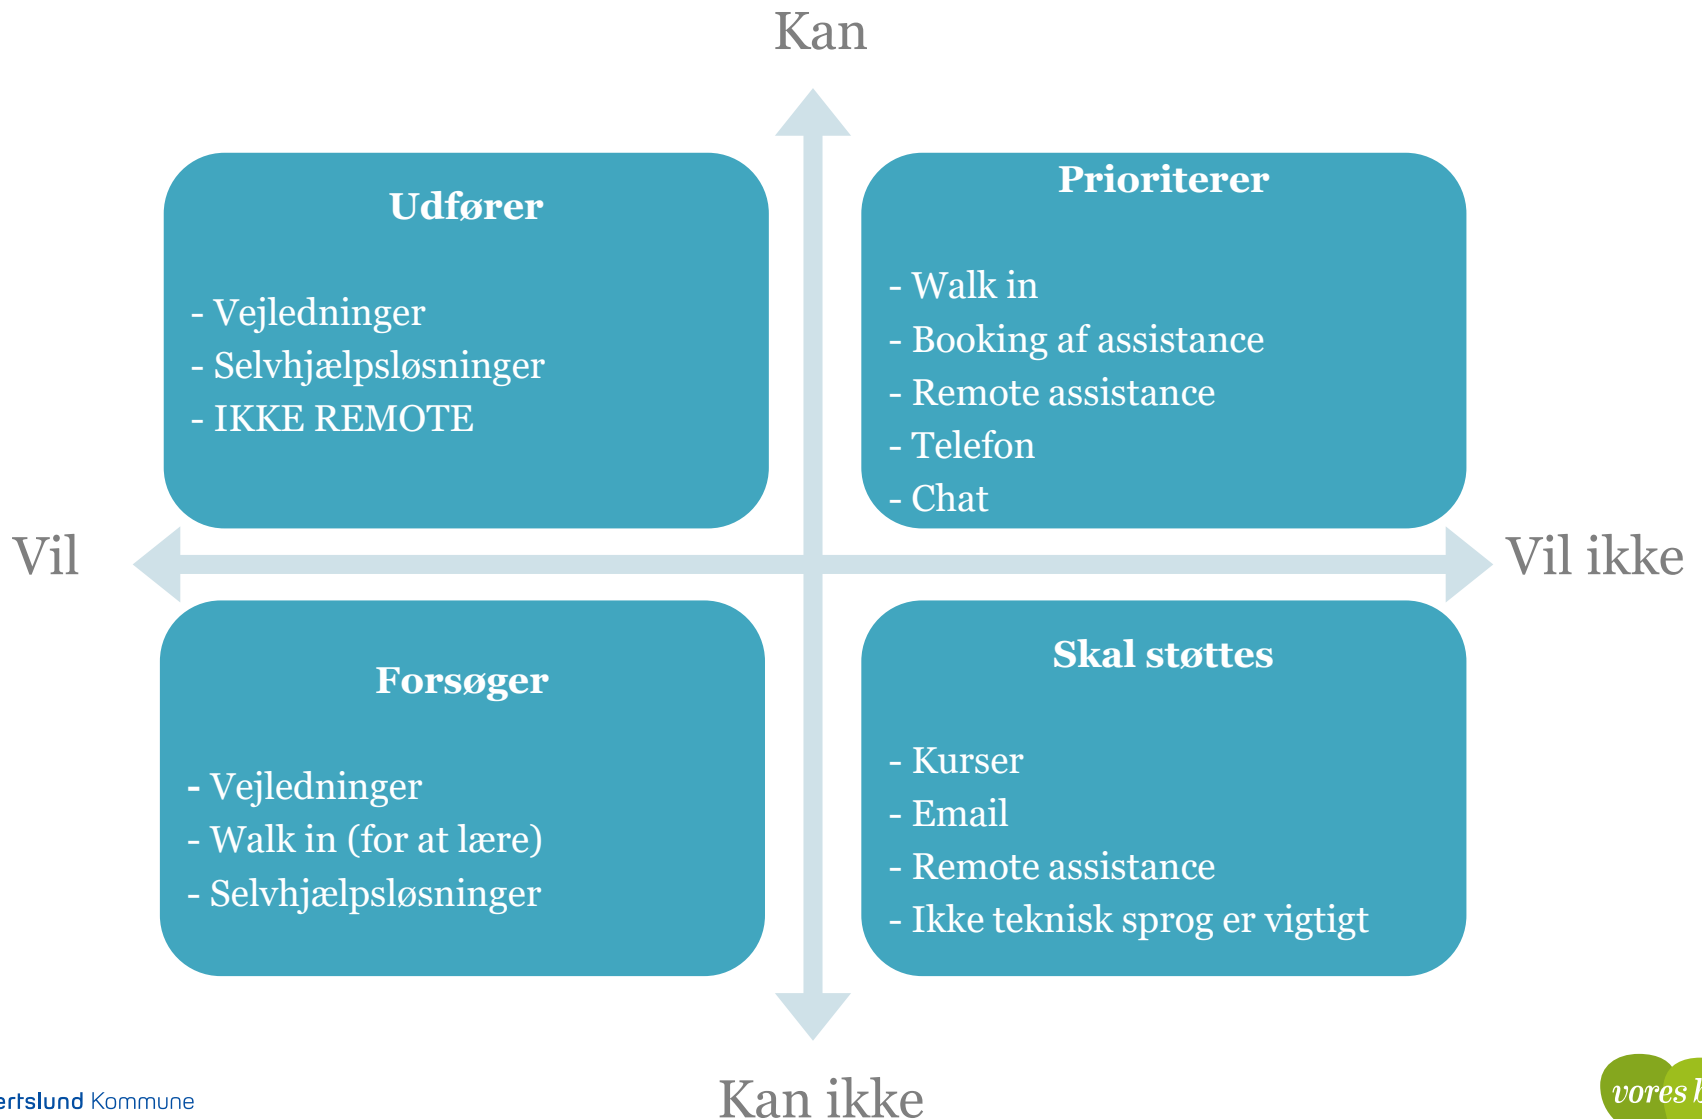 Kan
Udfører
- Vejledninger
- Selvhjælpsløsninger
- IKKE REMOTE
Prioriterer
- Walk in
- Booking af assistance
- Remote assistance
- Telefon
- Chat
Vil
Vil ikke
Forsøger
- Vejledninger
- Walk in (for at lære)
- Selvhjælpsløsninger
Skal støttes
- Kurser
- Email
- Remote assistance
- Ikke teknisk sprog er vigtigt
Kan ikke
ertslund Kommune
vores